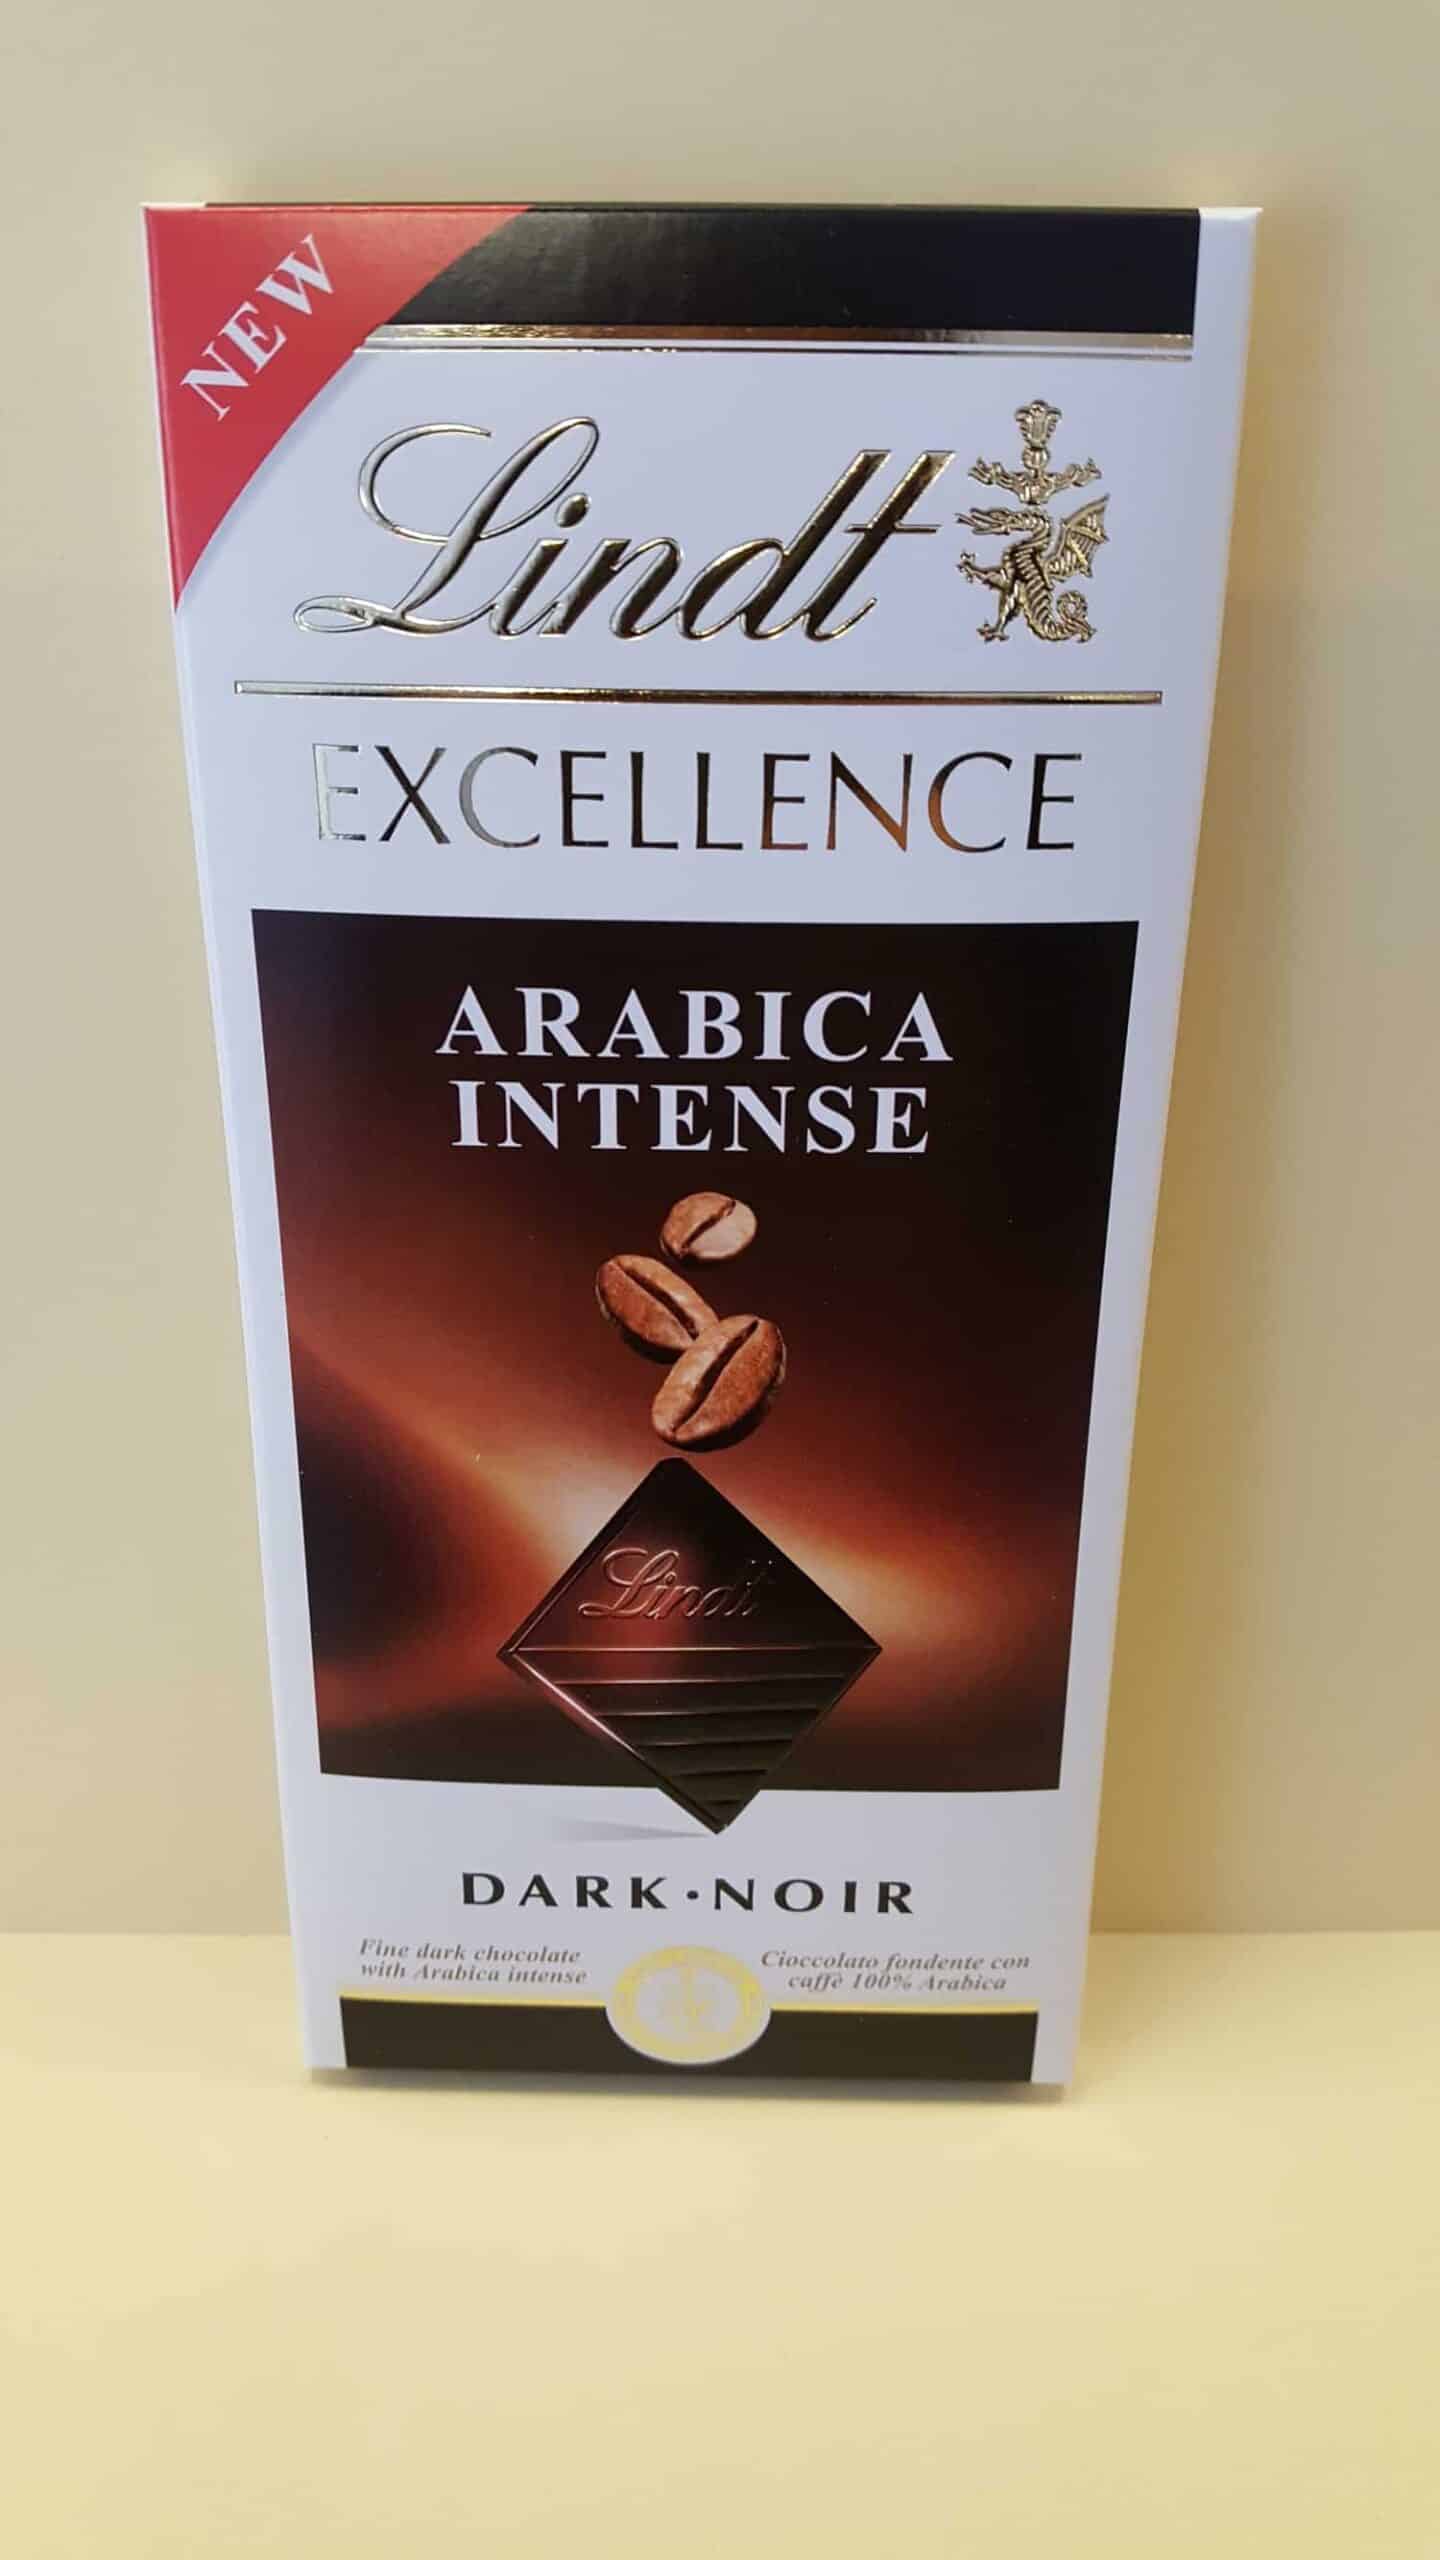 NEW
Lindt
EXCELLENCE
ARABICA
INTENSE
Lindt
DARK·NOIR
Fine dark chocolate
with Arabica intense
Cioccolato fondente con
caffè 100% Arabica